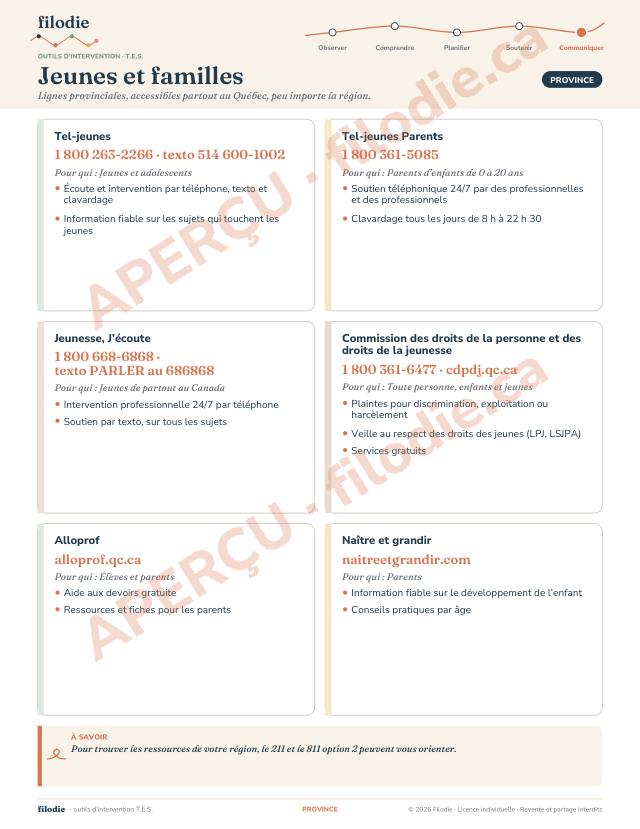 filodie
OUTILS D'INTERVENTION · T.E.S.
Observer
Comprendre
Planifier
Soutenir
Communiquer
Jeunes et familles
Lignes provinciales, accessibles partout au Québec, peu importe la région.
PROVINCE
Tel-jeunes
1 800 263-2266 · texto 514 600-1002
Pour qui : Jeunes et adolescents
• Écoute et intervention par téléphone, texto et
clavardage
• Information fiable sur les sujets qui touchent les
jeunes
Tel-jeunes Parents
1 800 361-5085
Pour qui : Parents d'enfants de 0 à 20 ans
• Soutien téléphonique 24/7 par des professionnelles
et des professionnels
• Clavardage tous les jours de 8 h à 22 h 30
APERÇU · filodie.ca
Jeunesse, J'écoute
1 800 668-6868 ·
texto PARLER au 686868
Pour qui : Jeunes de partout au Canada
• Intervention professionnelle 24/7 par téléphone
• Soutien par texto, sur tous les sujets
Commission des droits de la personne et des
droits de la jeunesse
1 800 361-6477 · cdpdj.qc.ca
Pour qui : Toute personne, enfants et jeunes
• Plaintes pour discrimination, exploitation ou
harcèlement
• Veille au respect des droits des jeunes (LPJ, LSJPA)
• Services gratuits
APERÇU · filodie.ca
Alloprof
alloprof.qc.ca
Pour qui : Élèves et parents
• Aide aux devoirs gratuite
• Ressources et fiches pour les parents
Naître et grandir
naitreetgrandir.com
Pour qui : Parents
• Information fiable sur le développement de l'enfant
• Conseils pratiques par âge
À SAVOIR
Pour trouver les ressources de votre région, le 211 et le 811 option 2 peuvent vous orienter.
filodie · outils d'intervention T.E.S.
PROVINCE
© 2026 Filodie · Licence individuelle · Revente et partage interdits